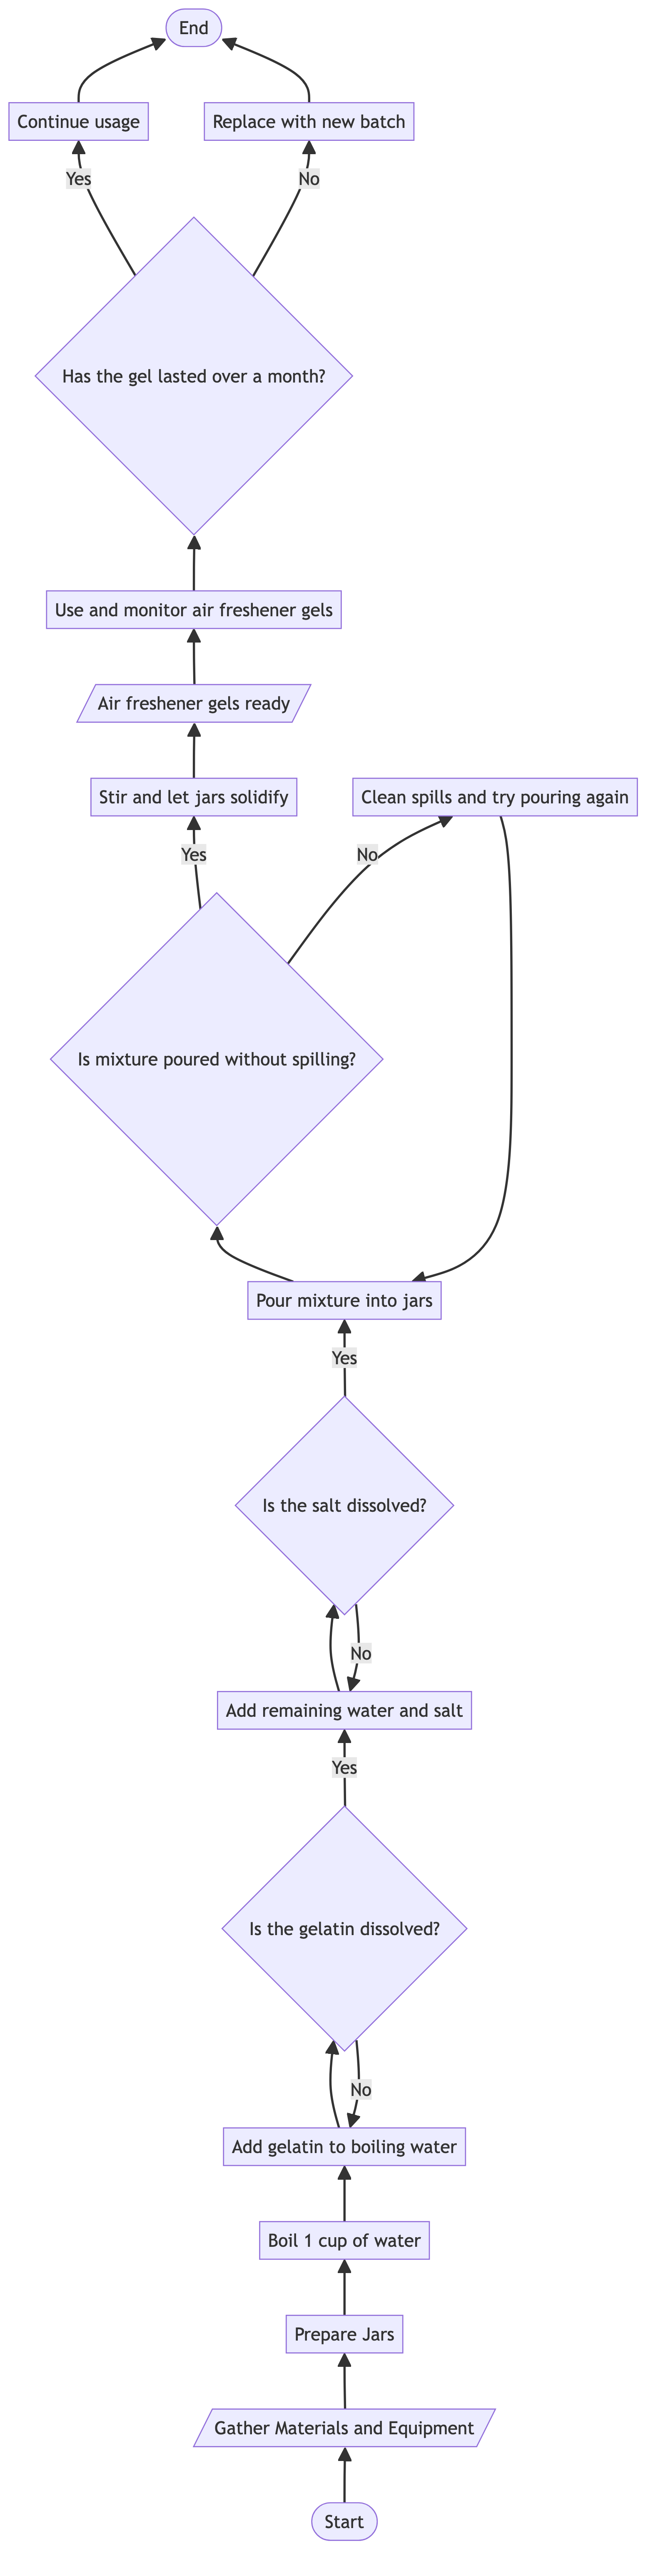 End
Continue usage
Replace with new batch
Yes
No
Has the gel lasted over a month?
Use and monitor air freshener gels
Air freshener gels ready
Stir and let jars solidify
Clean spills and try pouring again
Yes
No
Is mixture poured without spilling?
Pour mixture into jars
Yes
Is the salt dissolved?
No
Add remaining water and salt
Yes
Is the gelatin dissolved?
No
Add gelatin to boiling water
Boil 1 cup of water
Prepare Jars
Gather Materials and Equipment
Start